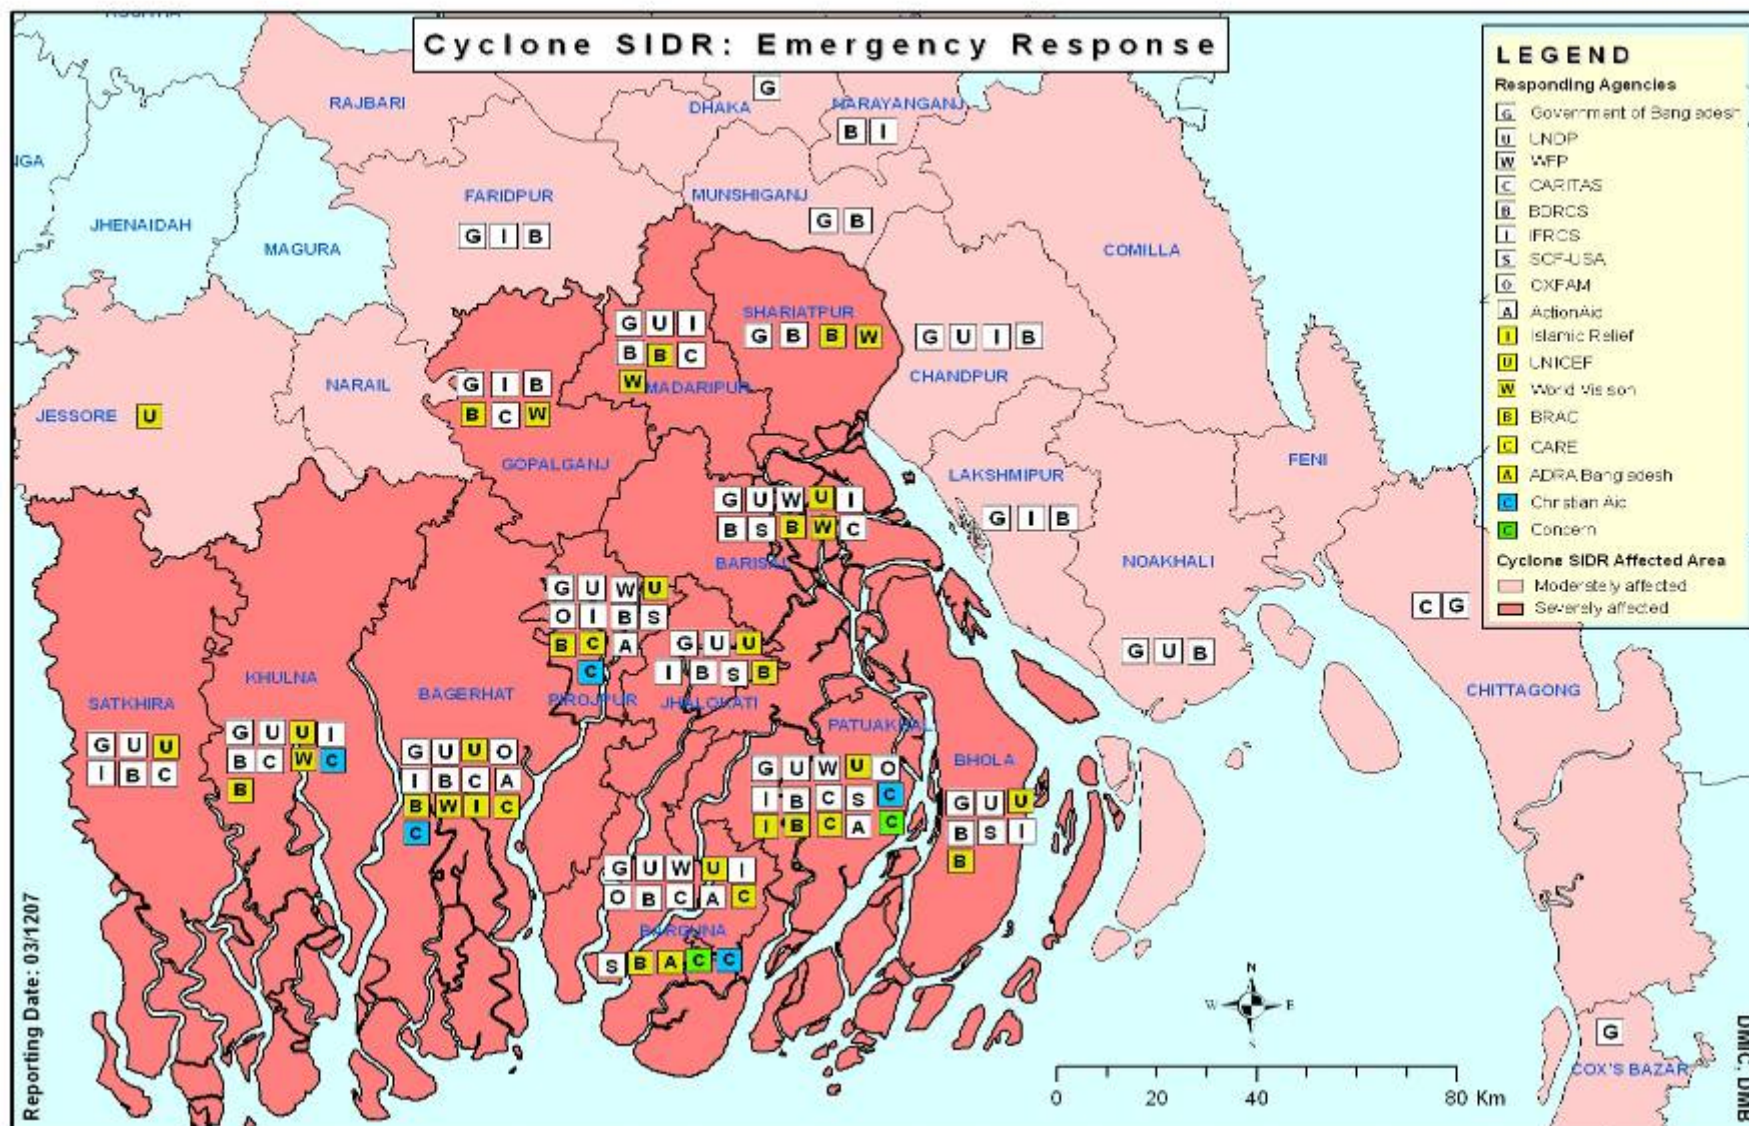 Cyclone SIDR: Emergency Response
RAJBARI
DHAKA
G
NARAYANGANJ
B I
FARIDPUR
G I B
MUNSHIGANJ
G B
JHENAIDAH
MAGURA
COMILLA
SHARIATPUR
G B B W
G U I
B B C
W
MADARIPUR
G U I B
CHANDPUR
NARAIL
JESSORE U
G I B
B C W
GOPALGANJ
LAKSHMIPUR
G I B
FENI
G U W U I
B S B W C
BARISAL
NOAKHALI
G U B
C G
CHITTAGONG
G U W U
O I B S
B C A
C
PIROJPUR
G U U
I B S B
JHALOKATI
KHULNA
G U U I
B C W C
B
SATKHIRA
G U U
I B C
BAGERHAT
G U U O
I B C A
B W I C
C
PATUAKHALI
G U W U O
I B C S C
I B C A C
BHOLA
G U U
B S I
B
G U W U I
O B C A C
BARGUNA
S B A C C
G
COX'S BAZAR
N
W E
0 20 40 80 Km
Reporting Date: 03/1207
DMIC, DMB
LEGEND
Responding Agencies
G Government of Bangladesh
U UNDP
W WFP
C CARITAS
B BDRCS
I IFRCS
S SCF-USA
O OXFAM
A ActionAid
I Islamic Relief
U UNICEF
W World Vision
B BRAC
C CARE
A ADRA Bangladesh
C Christian Aid
C Concern
Cyclone SIDR Affected Area
Moderately affected
Severely affected